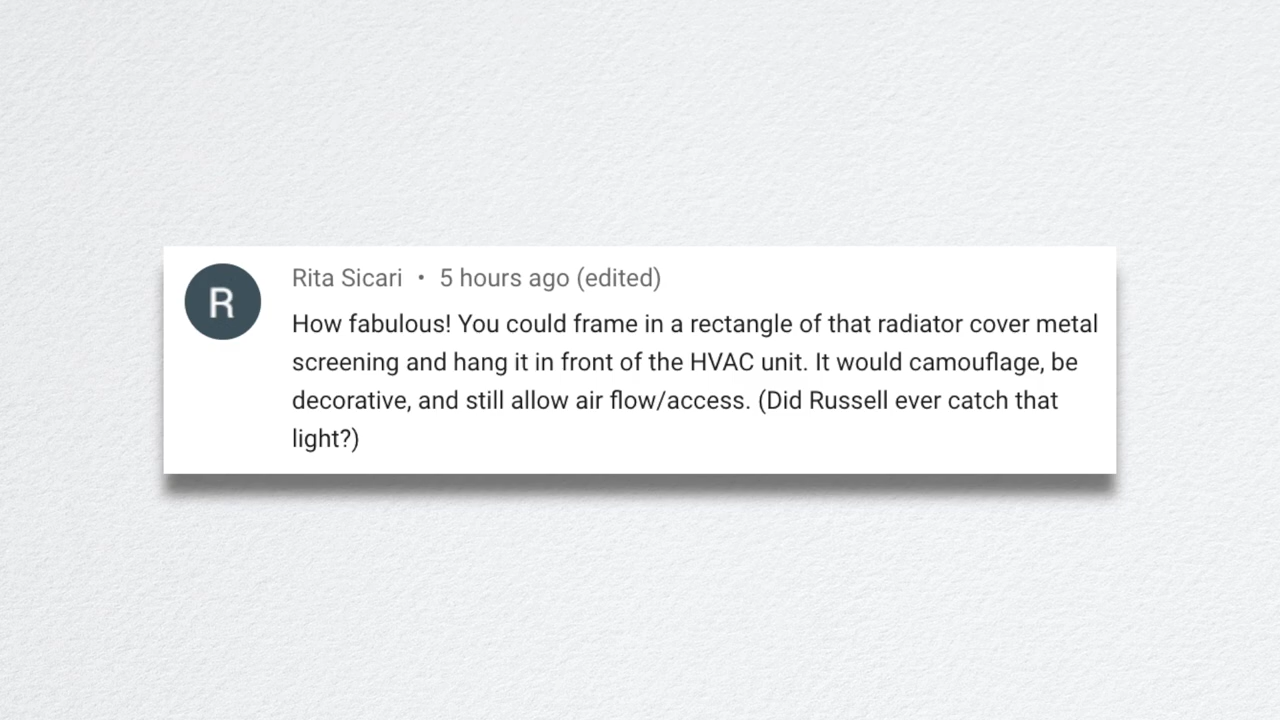 R
Rita Sicari • 5 hours ago (edited)
How fabulous! You could frame in a rectangle of that radiator cover metal
screening and hang it in front of the HVAC unit. It would camouflage, be
decorative, and still allow air flow/access. (Did Russell ever catch that
light?)